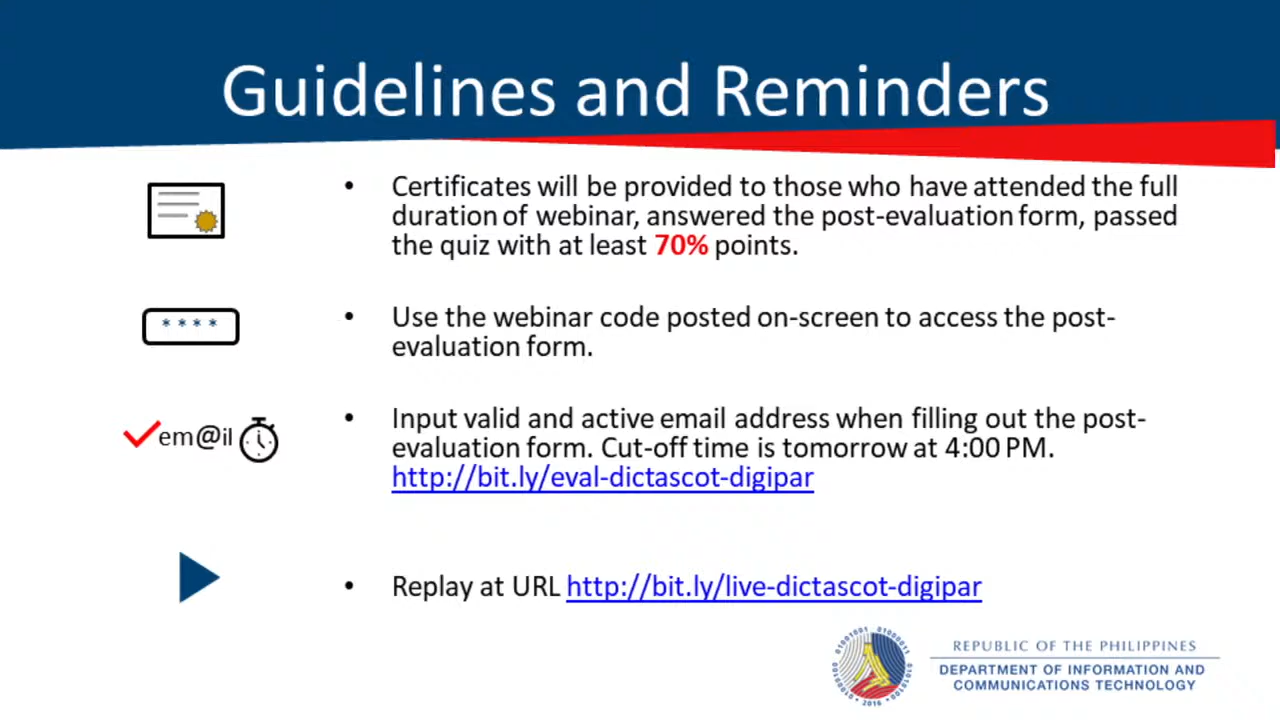 Guidelines and Reminders
• Certificates will be provided to those who have attended the full
duration of webinar, answered the post-evaluation form, passed
the quiz with at least 70% points.
* * * *
• Use the webinar code posted on-screen to access the post-
evaluation form.
em@il
• Input valid and active email address when filling out the post-
evaluation form. Cut-off time is tomorrow at 4:00 PM.
http://bit.ly/eval-dictascot-digipar
• Replay at URL http://bit.ly/live-dictascot-digipar
2016
REPUBLIC OF THE PHILIPPINES
DEPARTMENT OF INFORMATION AND
COMMUNICATIONS TECHNOLOGY